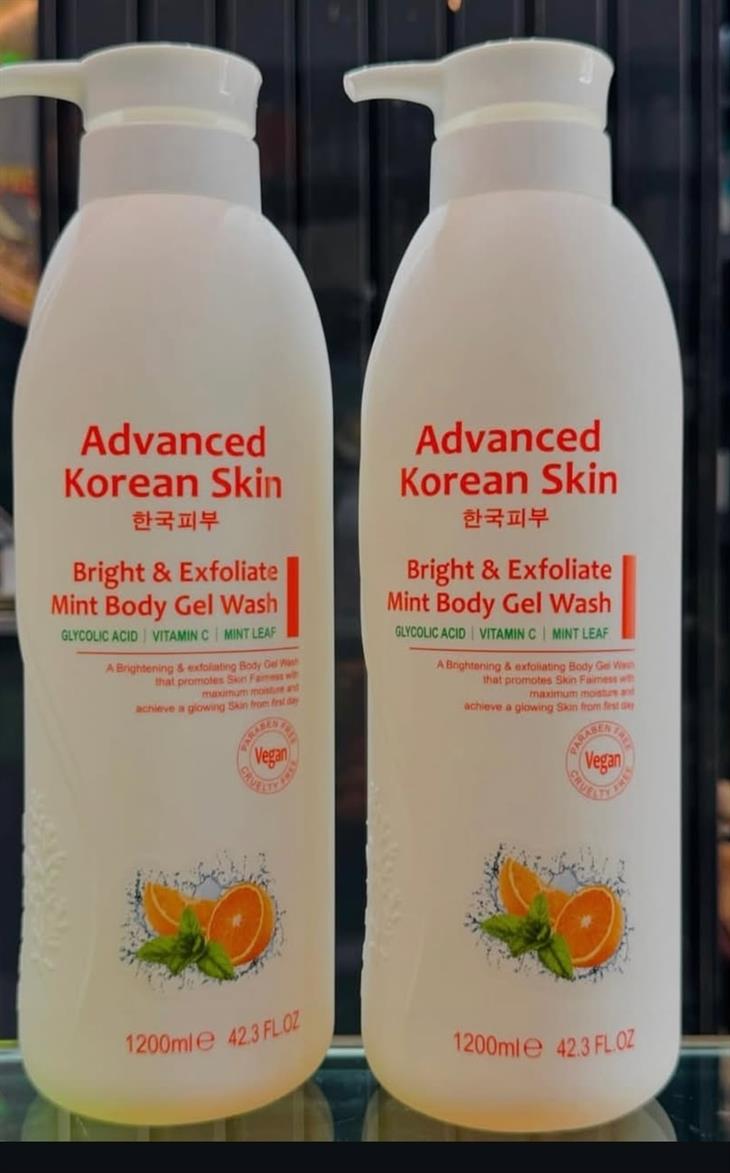 Advanced
Korean Skin
한국피부
Bright & Exfoliate
Mint Body Gel Wash
GLYCOLIC ACID | VITAMIN C | MINT LEAF
A Brightening & exfoliating Body Gel Wash
that promotes Skin Fairness with
maximum moisture and
achieve a glowing Skin from first day
PARABEN FREE
Vegan
CRUELTY FREE
1200ml℮ 42.3 FL.OZ
Advanced
Korean Skin
한국피부
Bright & Exfoliate
Mint Body Gel Wash
GLYCOLIC ACID | VITAMIN C | MINT LEAF
A Brightening & exfoliating Body Gel Wash
that promotes Skin Fairness with
maximum moisture and
achieve a glowing Skin from first day
PARABEN FREE
Vegan
CRUELTY FREE
1200ml℮ 42.3 FL.OZ